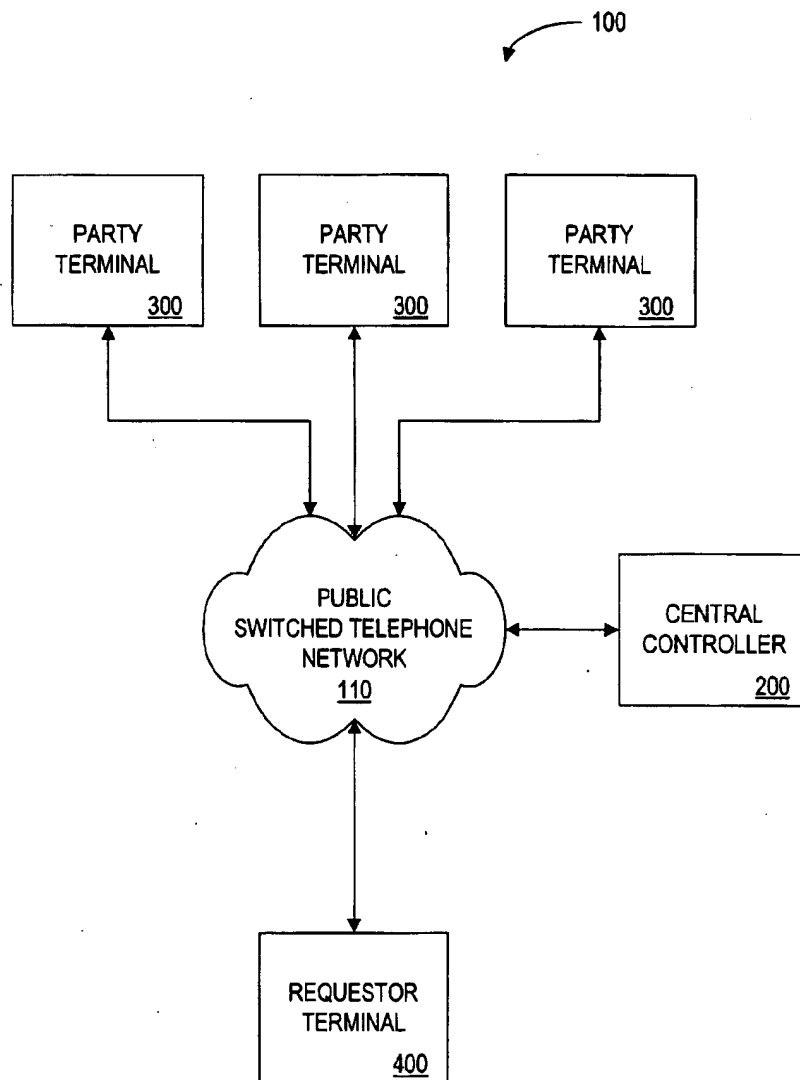 100
PARTY
TERMINAL
300
PARTY
TERMINAL
300
PARTY
TERMINAL
300
PUBLIC
SWITCHED TELEPHONE
NETWORK
110
CENTRAL
CONTROLLER
200
REQUESTOR
TERMINAL
400